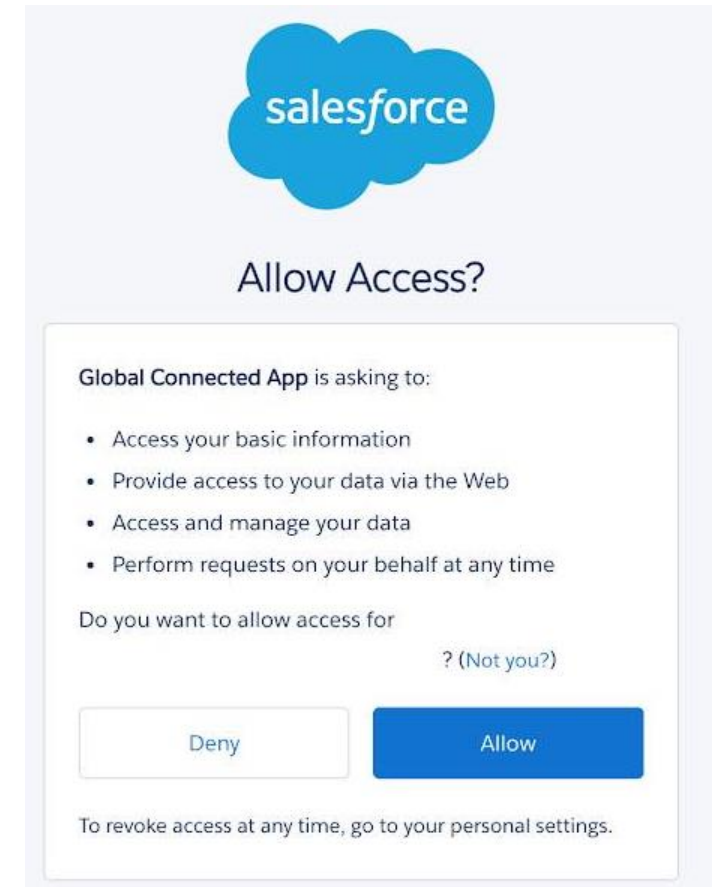 salesforce
Allow Access?
Global Connected App is asking to:
• Access your basic information
• Provide access to your data via the Web
• Access and manage your data
• Perform requests on your behalf at any time
Do you want to allow access for
? (Not you?)
Deny
Allow
To revoke access at any time, go to your personal settings.